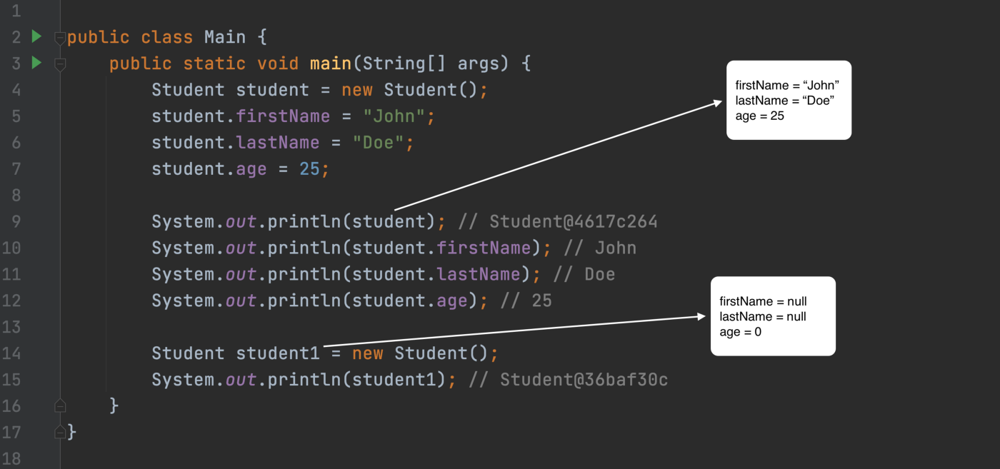 1
2 public class Main {
3 public static void main(String[] args) {
4 Student student = new Student();
5 student.firstName = "John";
6 student.lastName = "Doe";
7 student.age = 25;
8
9 System.out.println(student); // Student@4617c264
10 System.out.println(student.firstName); // John
11 System.out.println(student.lastName); // Doe
12 System.out.println(student.age); // 25
13
14 Student student1 = new Student();
15 System.out.println(student1); // Student@36baf30c
16 }
17 }
18
firstName = “John”
lastName = “Doe”
age = 25
firstName = null
lastName = null
age = 0